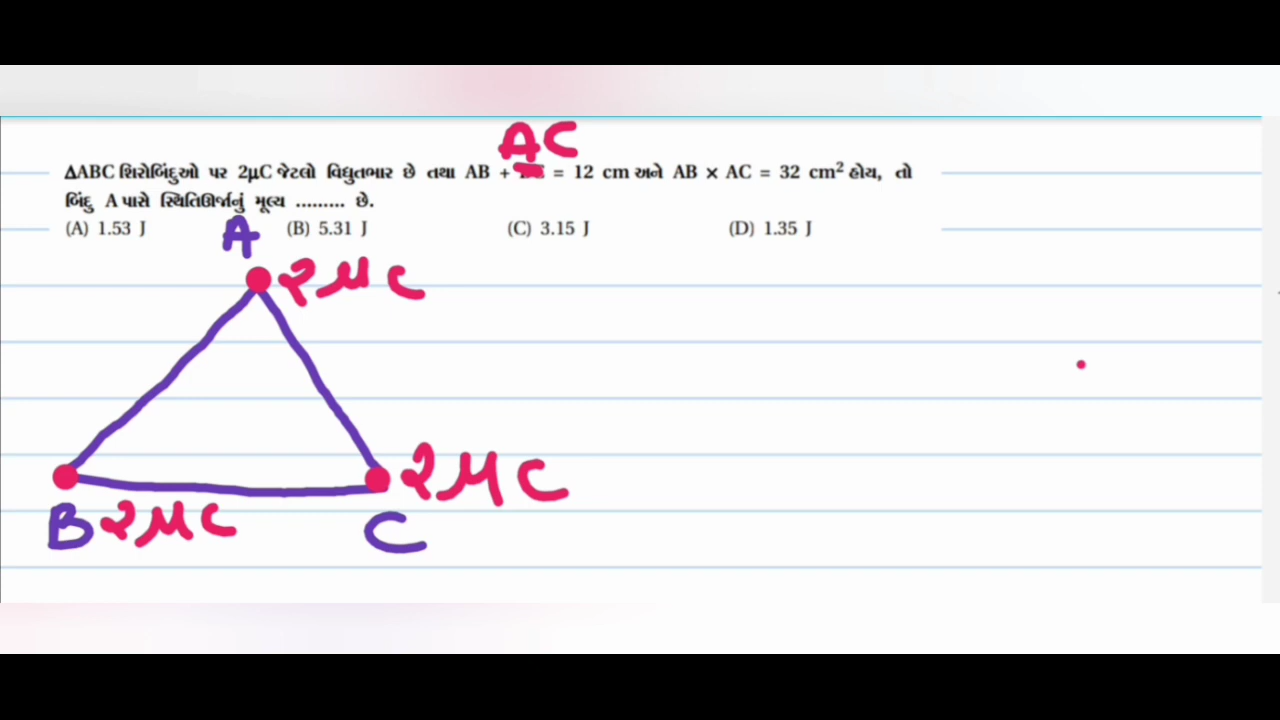 AC
ΔABC શિરોબિંદુઓ પર 2μC જેટલો વિધુતભાર છે તથા AB + = 12 cm અને AB × AC = 32 cm² હોય, તો
બિંદુ A પાસે સ્થિતિઊર્જાનું મૂલ્ય ......... છે.
(A) 1.53 J (B) 5.31 J (C) 3.15 J (D) 1.35 J
A
૨μC
૨μC
B ૨μC C